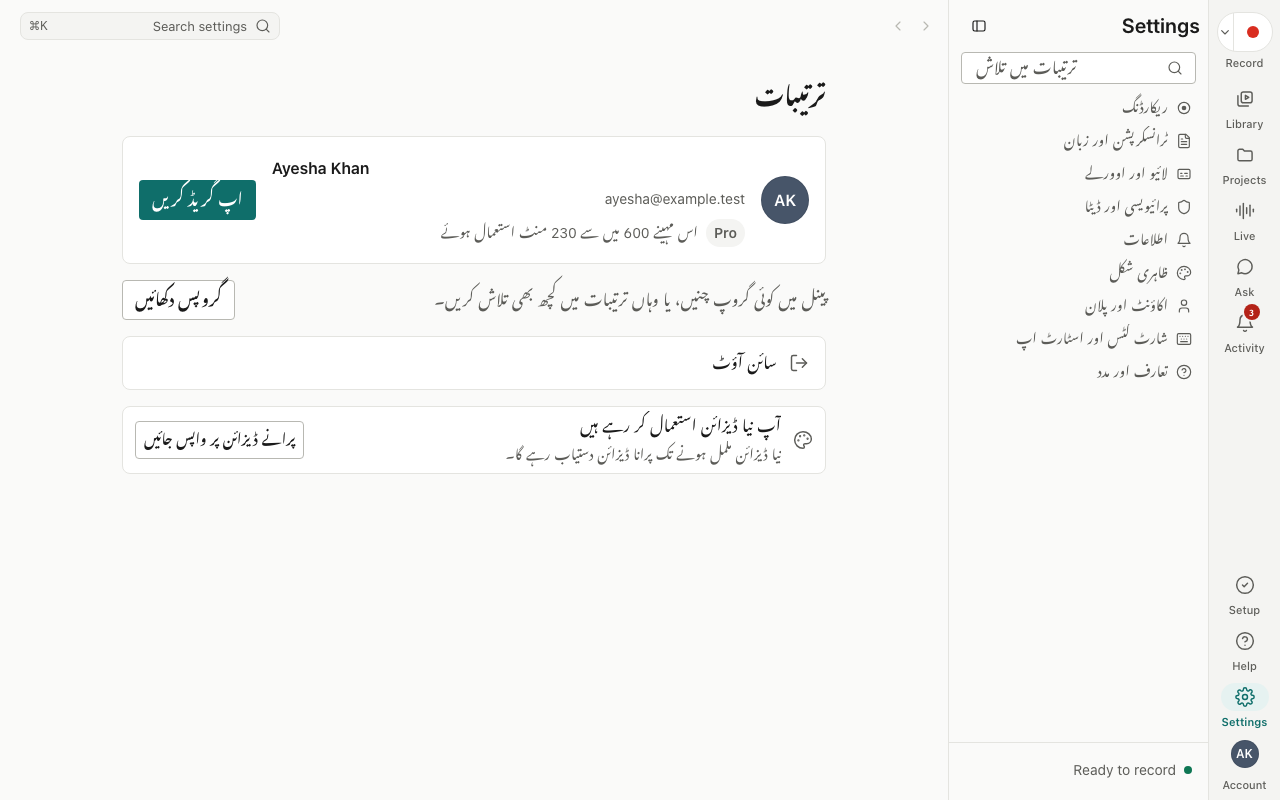 Record
Library
Projects
Live
Ask
3
Activity
Setup
Help
Settings
AK
Account
Settings
ترتیبات میں تلاش
ریکارڈنگ
ٹرانسکرپشن اور زبان
لائیو اور اوورلے
پرائیویسی اور ڈیٹا
اطلاعات
ظاہری شکل
اکاؤنٹ اور پلان
شارٹ کٹس اور اسٹارٹ اپ
تعارف اور مدد
Ready to record
Search settings ⌘K
ترتیبات
AK
Ayesha Khan
ayesha@example.test
Pro اس مہینے 600 میں سے 230 منٹ استعمال ہوئے
اپ گریڈ کریں
پینل میں کوئی گروپ چنیں، یا وہاں ترتیبات میں کچھ بھی تلاش کریں۔
گروپس دکھائیں
سائن آؤٹ
آپ نیا ڈیزائن استعمال کر رہے ہیں
نیا ڈیزائن مکمل ہونے تک پرانا ڈیزائن دستیاب رہے گا۔
پرانے ڈیزائن پر واپس جائیں